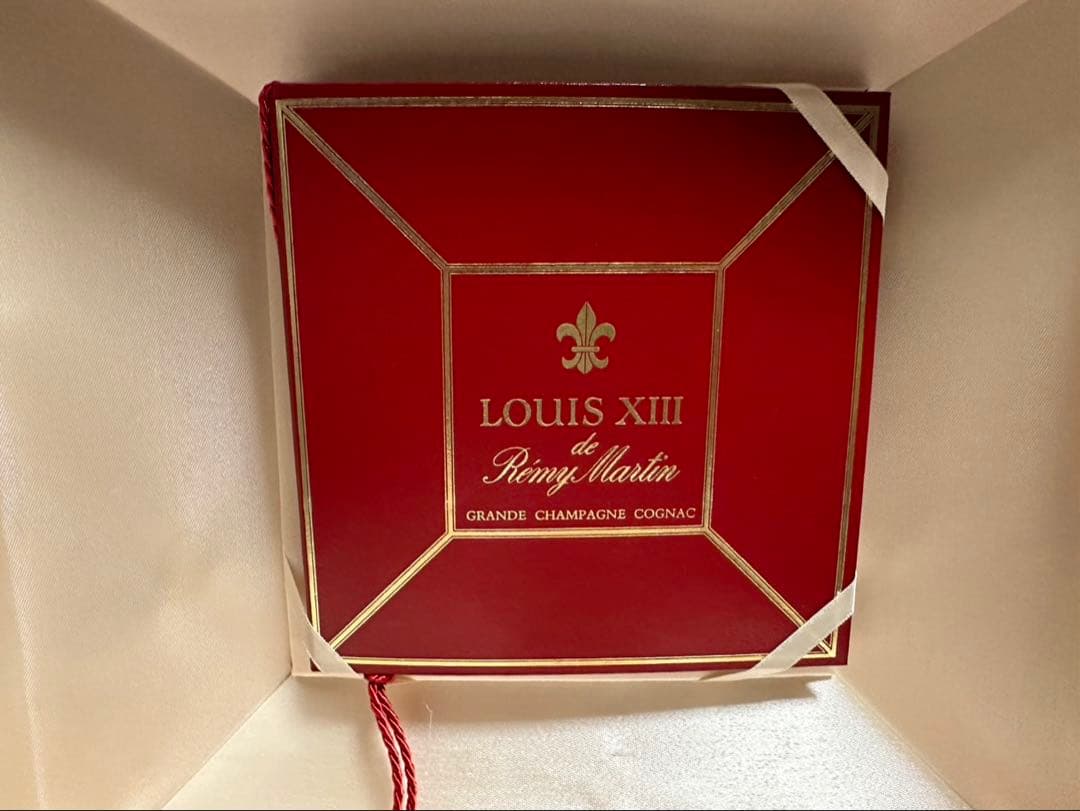 LOUIS XIII
de
Rémy Martin
GRANDE CHAMPAGNE COGNAC